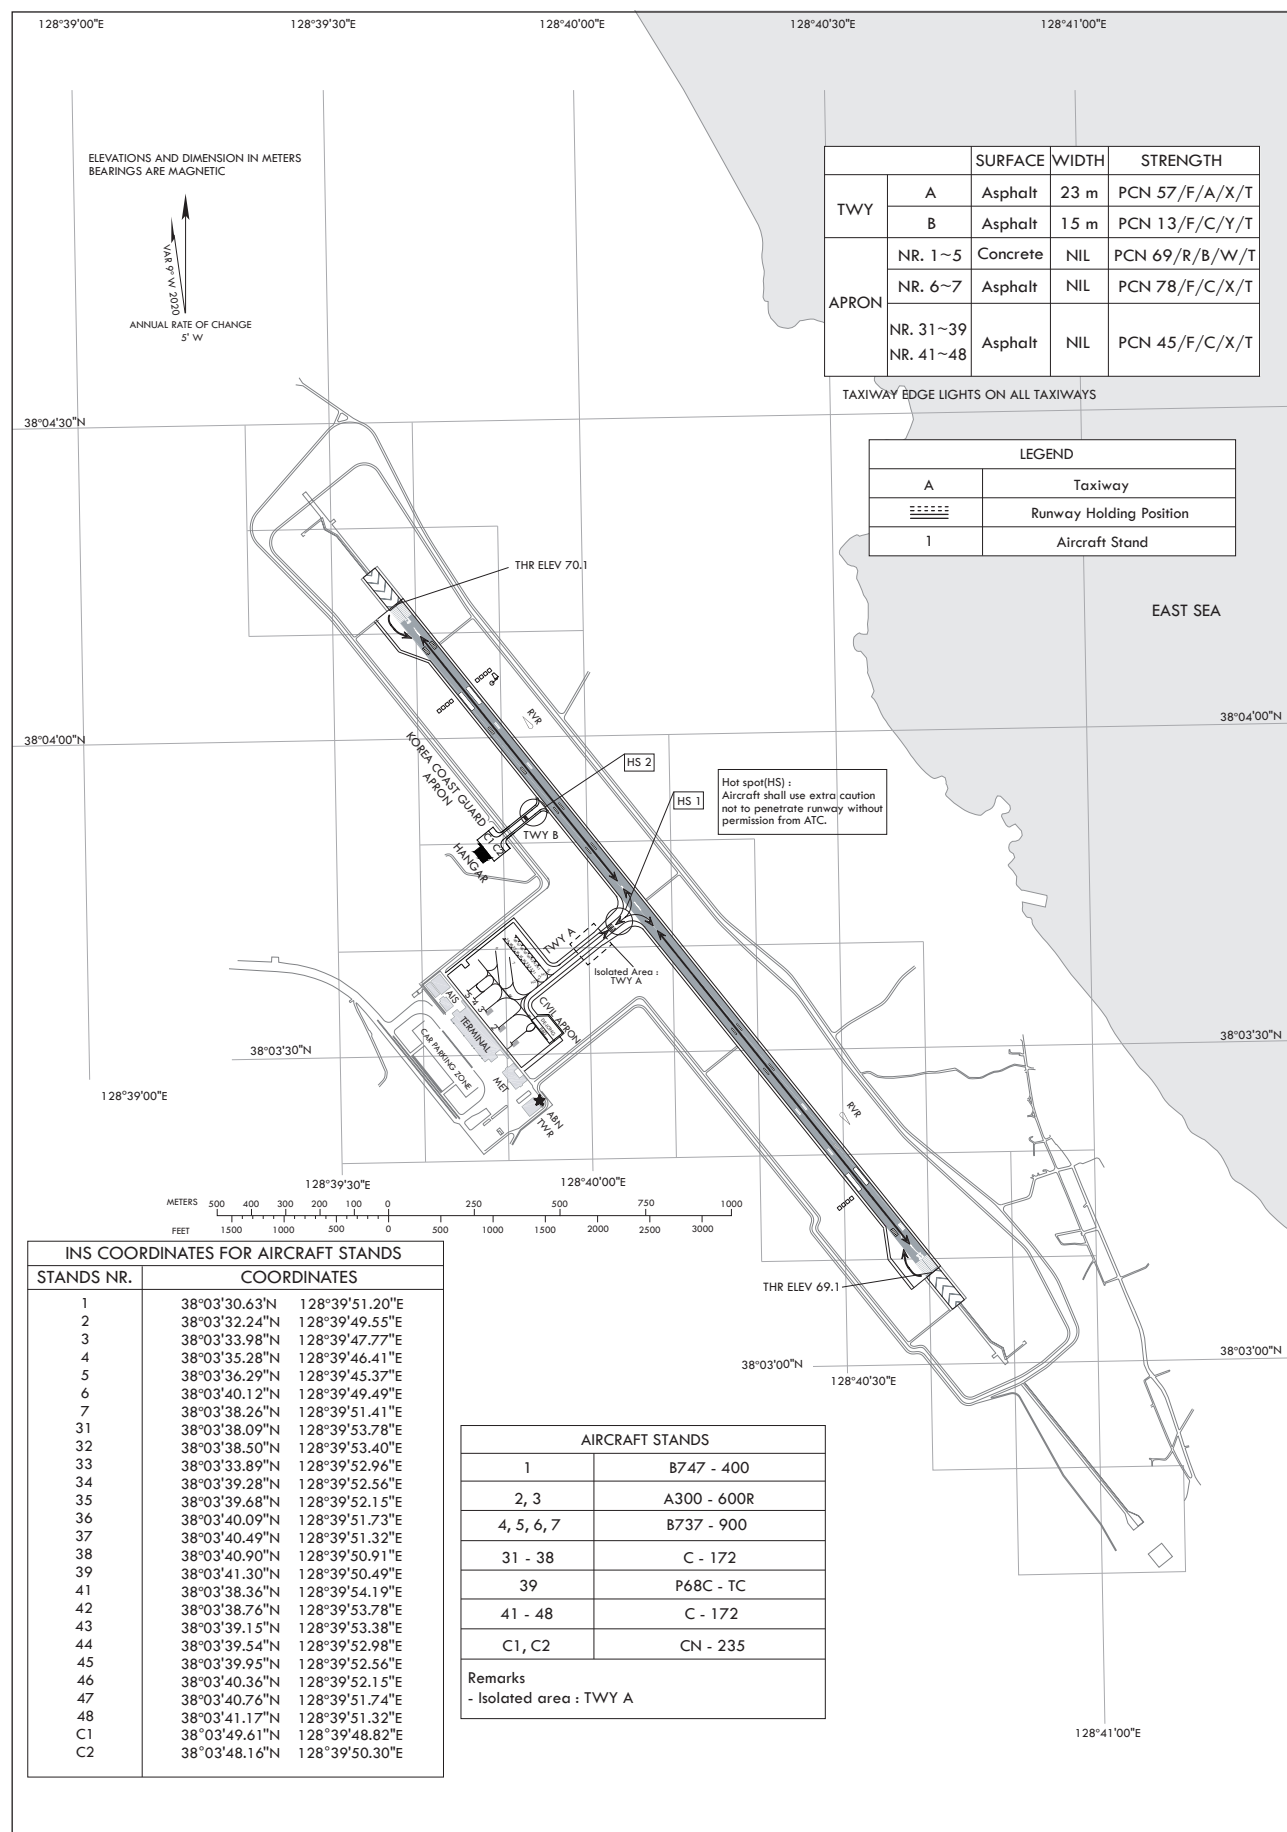 128°39'00"E 128°39'30"E 128°40'00"E 128°40'30"E 128°41'00"E
ELEVATIONS AND DIMENSION IN METERS
BEARINGS ARE MAGNETIC
VAR 9° W 2020
ANNUAL RATE OF CHANGE
5' W
SURFACE WIDTH STRENGTH
TWY
A Asphalt 23 m PCN 57/F/A/X/T
B Asphalt 15 m PCN 13/F/C/Y/T
APRON
NR. 1~5 Concrete NIL PCN 69/R/B/W/T
NR. 6~7 Asphalt NIL PCN 78/F/C/X/T
NR. 31~39
NR. 41~48 Asphalt NIL PCN 45/F/C/X/T
TAXIWAY EDGE LIGHTS ON ALL TAXIWAYS
38°04'30"N
LEGEND
A Taxiway
Runway Holding Position
1 Aircraft Stand
THR ELEV 70.1
EAST SEA
RVR
38°04'00"N
38°04'00"N
KOREA COAST GUARD
APRON
HS 2
HS 1
Hot spot(HS) :
Aircraft shall use extra caution
not to penetrate runway without
permission from ATC.
C1 C2
TWY B
HANGAR
TWY A
Isolated Area :
TWY A
AIS
5 4 3 2 1
CIVIL APRON
TERMINAL
CAR PARKING ZONE
MET
ABN
TWR
38°03'30"N
38°03'30"N
128°39'00"E
RVR
128°39'30"E
128°40'00"E
METERS 500 400 300 200 100 0 250 500 750 1000
FEET 1500 1000 500 0 500 1000 1500 2000 2500 3000
THR ELEV 69.1
38°03'00"N
38°03'00"N
128°40'30"E
INS COORDINATES FOR AIRCRAFT STANDS
STANDS NR. COORDINATES
1 38°03'30.63'N 128°39'51.20"E
2 38°03'32.24"N 128°39'49.55"E
3 38°03'33.98"N 128°39'47.77"E
4 38°03'35.28"N 128°39'46.41"E
5 38°03'36.29"N 128°39'45.37"E
6 38°03'40.12"N 128°39'49.49"E
7 38°03'38.26"N 128°39'51.41"E
31 38°03'38.09"N 128°39'53.78"E
32 38°03'38.50"N 128°39'53.40"E
33 38°03'33.89"N 128°39'52.96"E
34 38°03'39.28"N 128°39'52.56"E
35 38°03'39.68"N 128°39'52.15"E
36 38°03'40.09"N 128°39'51.73"E
37 38°03'40.49"N 128°39'51.32"E
38 38°03'40.90"N 128°39'50.91"E
39 38°03'41.30"N 128°39'50.49"E
41 38°03'38.36"N 128°39'54.19"E
42 38°03'38.76"N 128°39'53.78"E
43 38°03'39.15"N 128°39'53.38"E
44 38°03'39.54"N 128°39'52.98"E
45 38°03'39.95"N 128°39'52.56"E
46 38°03'40.36"N 128°39'52.15"E
47 38°03'40.76"N 128°39'51.74"E
48 38°03'41.17"N 128°39'51.32"E
C1 38°03'49.61"N 128°39'48.82"E
C2 38°03'48.16"N 128°39'50.30"E
AIRCRAFT STANDS
1 B747 - 400
2, 3 A300 - 600R
4, 5, 6, 7 B737 - 900
31 - 38 C - 172
39 P68C - TC
41 - 48 C - 172
C1, C2 CN - 235
Remarks
- Isolated area : TWY A
128°41'00"E